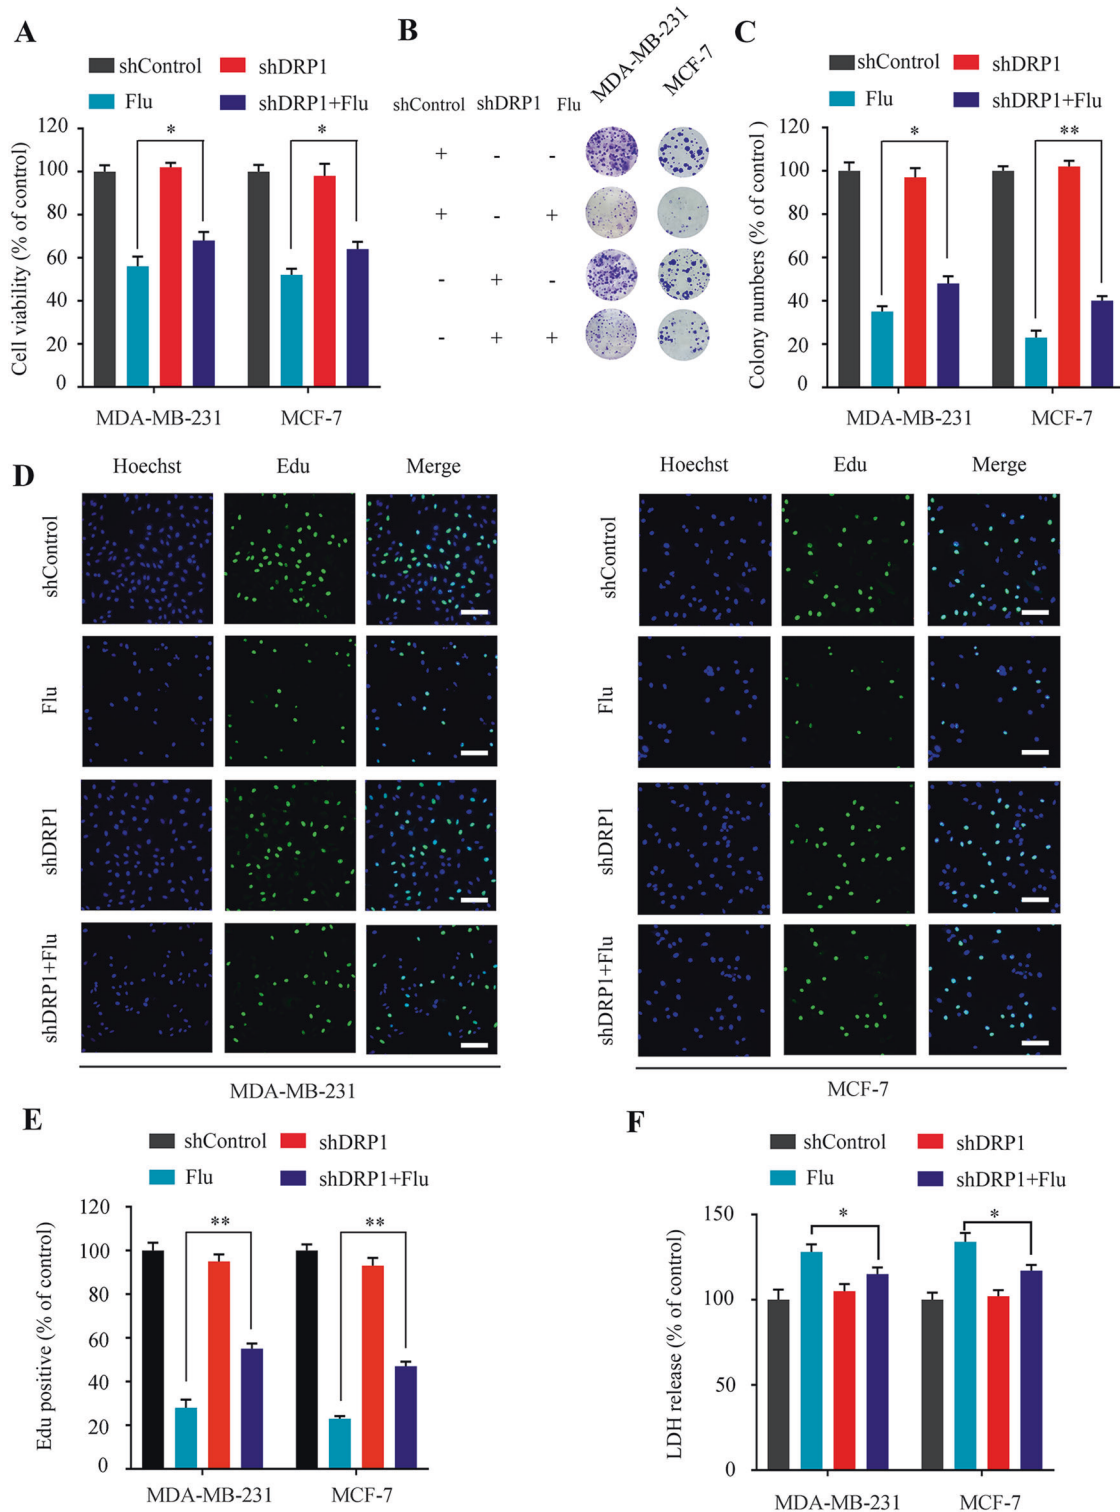 A
shControl shDRP1
Flu shDRP1+Flu
*
*
Cell viability (% of control)
120
100
80
60
40
20
0
MDA-MB-231 MCF-7
B
MDA-MB-231
MCF-7
shControl shDRP1 Flu
+ - -
+ - +
- + -
- + +
C
shControl shDRP1
Flu shDRP1+Flu
*
**
Colony numbers (% of control )
120
100
80
60
40
20
0
MDA-MB-231 MCF-7
D
Hoechst Edu Merge
shControl
Flu
shDRP1
shDRP1+Flu
MDA-MB-231
Hoechst Edu Merge
shControl
Flu
shDRP1
shDRP1+Flu
MCF-7
E
shControl shDRP1
Flu shDRP1+Flu
**
**
Edu positive (% of control)
120
100
80
60
40
20
0
MDA-MB-231 MCF-7
F
shControl shDRP1
Flu shDRP1+Flu
*
*
LDH release (% of control)
150
100
50
0
MDA-MB-231 MCF-7